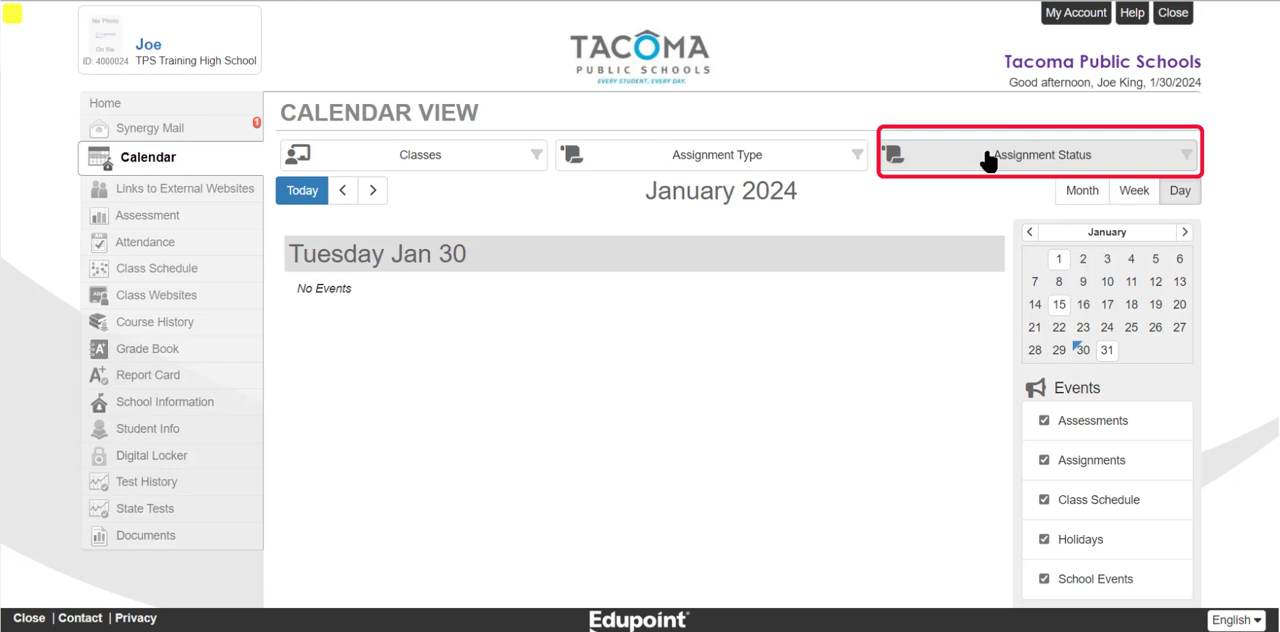 My Account Help Close
No Photo
On file
ID: 4000024
Joe
TPS Training High School
TACOMA
PUBLIC SCHOOLS
EVERY STUDENT. EVERY DAY.
Tacoma Public Schools
Good afternoon, Joe King, 1/30/2024
Home
Synergy Mail 1
Calendar
Links to External Websites
Assessment
Attendance
Class Schedule
Class Websites
Course History
Grade Book
Report Card
School Information
Student Info
Digital Locker
Test History
State Tests
Documents
CALENDAR VIEW
Classes Assignment Type Assignment Status
Today < > January 2024 Month Week Day
Tuesday Jan 30
No Events
< January >
1 2 3 4 5 6
7 8 9 10 11 12 13
14 15 16 17 18 19 20
21 22 23 24 25 26 27
28 29 30 31
Events
Assessments
Assignments
Class Schedule
Holidays
School Events
Close | Contact | Privacy Edupoint® English